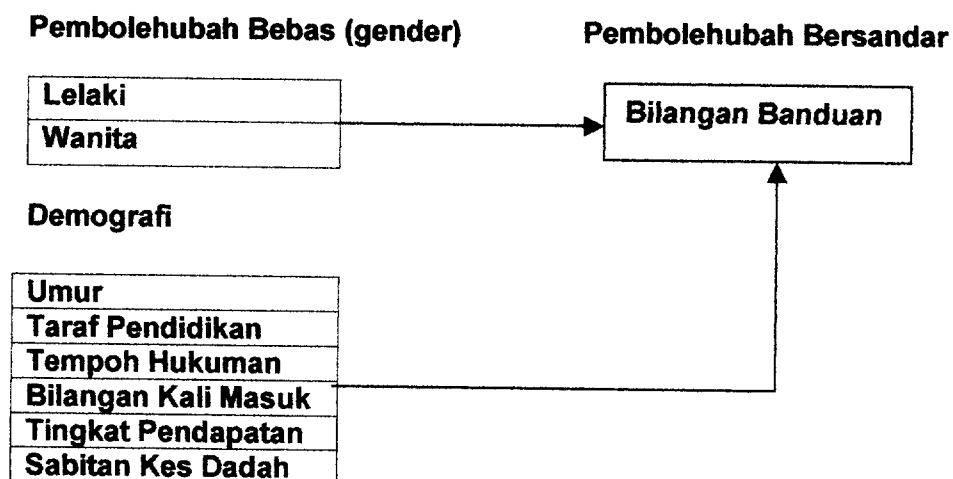 Pembolehubah Bebas (gender)
Pembolehubah Bersandar
Lelaki
Wanita
Bilangan Banduan
Demografi
Umur
Taraf Pendidikan
Tempoh Hukuman
Bilangan Kali Masuk
Tingkat Pendapatan
Sabitan Kes Dadah